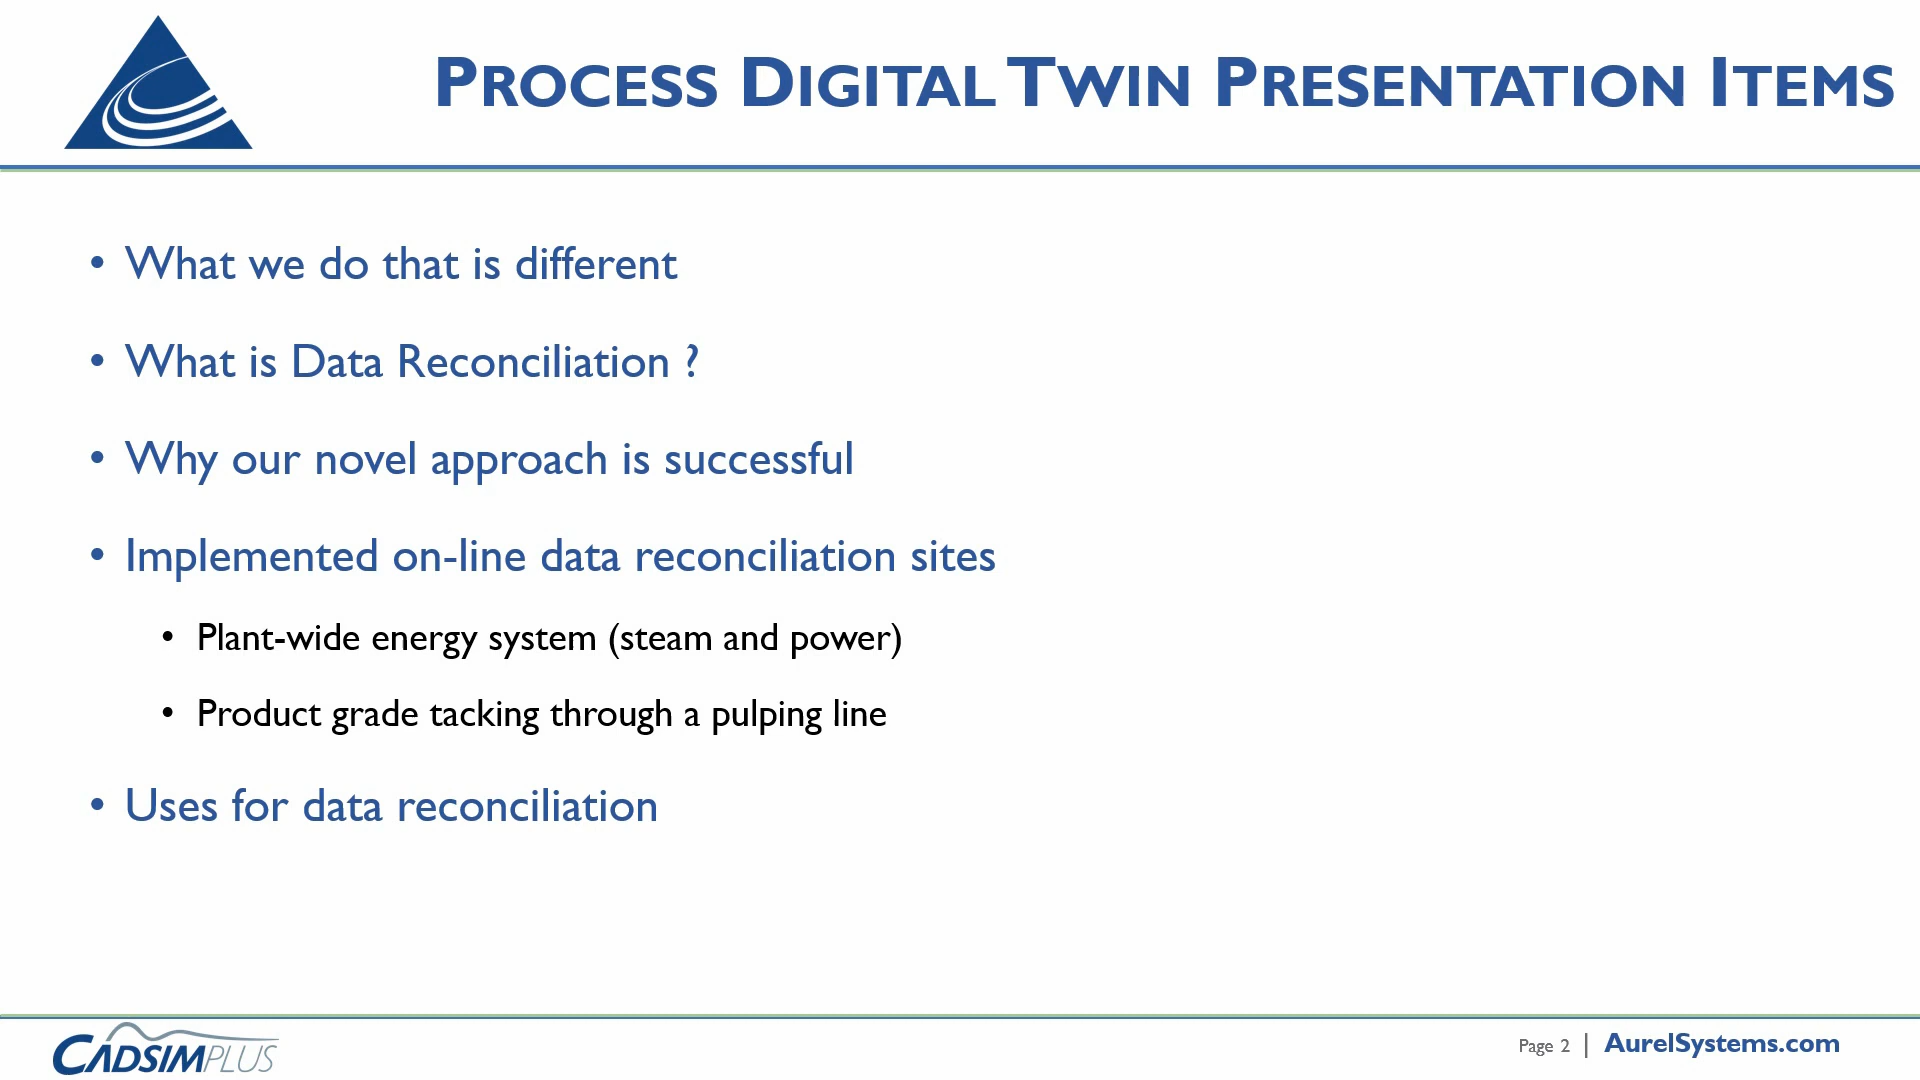 PROCESS DIGITAL TWIN PRESENTATION ITEMS
• What we do that is different
• What is Data Reconciliation ?
• Why our novel approach is successful
• Implemented on-line data reconciliation sites
• Plant-wide energy system (steam and power)
• Product grade tacking through a pulping line
• Uses for data reconciliation
CADSIMPLUS
Page 2 | AurelSystems.com